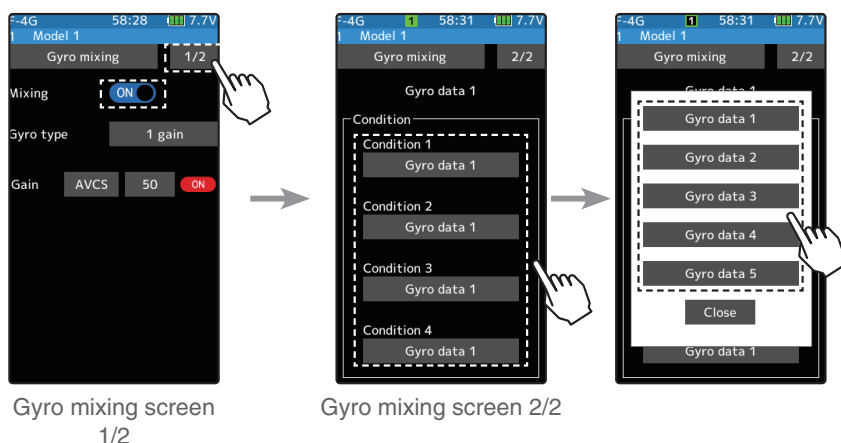 F-4G 58:28 7.7V
1 Model 1
Gyro mixing 1/2
Mixing ON
Gyro type 1 gain
Gain AVCS 50 ON
Gyro mixing screen
1/2
F-4G 1 58:31 7.7V
1 Model 1
Gyro mixing 2/2
Gyro data 1
Condition
Condition 1
Gyro data 1
Condition 2
Gyro data 1
Condition 3
Gyro data 1
Condition 4
Gyro data 1
Gyro mixing screen 2/2
-4G 1 58:31 7.7V
1 Model 1
Gyro mixing 2/2
Gyro data 1
Gyro data 1
Gyro data 2
Gyro data 3
Gyro data 4
Gyro data 5
Close
Gyro data 1